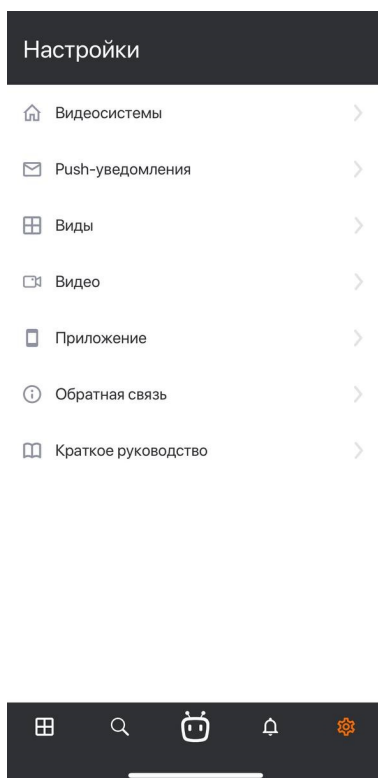 Настройки
Видеосистемы
Push-уведомления
Виды
Видео
Приложение
Обратная связь
Краткое руководство